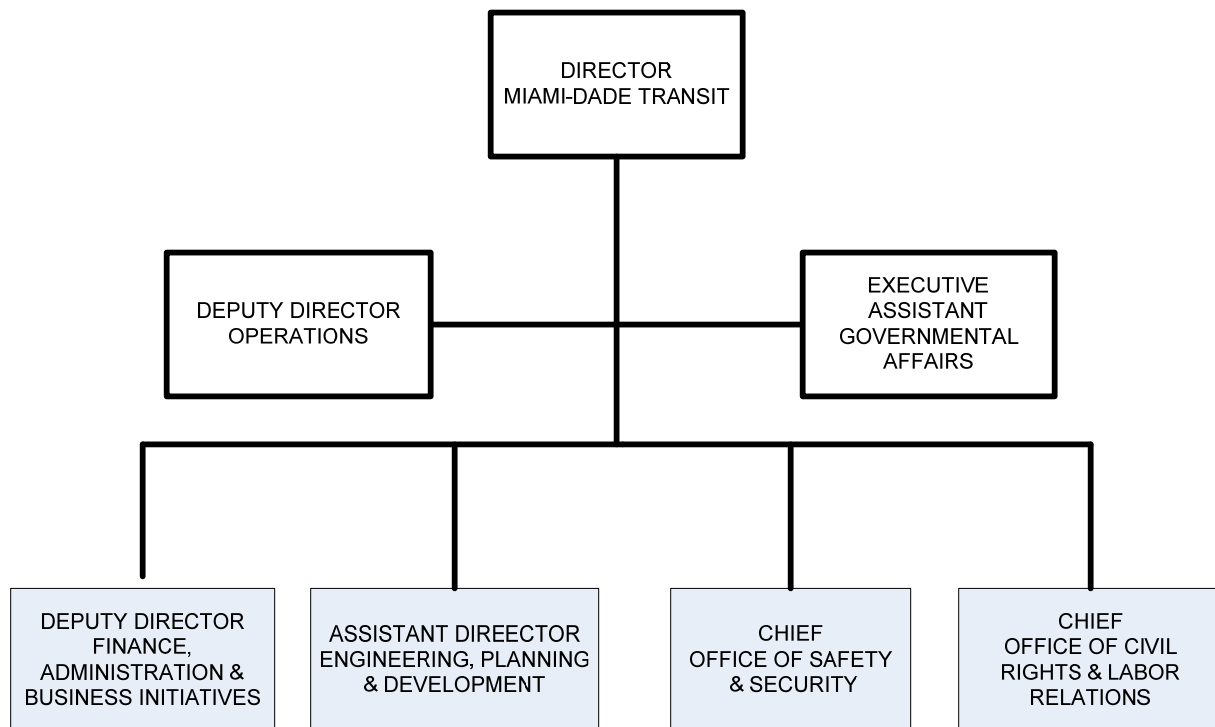 DIRECTOR
MIAMI-DADE TRANSIT
DEPUTY DIRECTOR
OPERATIONS
EXECUTIVE
ASSISTANT
GOVERNMENTAL
AFFAIRS
DEPUTY DIRECTOR
FINANCE,
ADMINISTRATION &
BUSINESS INITIATIVES
ASSISTANT DIREECTOR
ENGINEERING, PLANNING
& DEVELOPMENT
CHIEF
OFFICE OF SAFETY
& SECURITY
CHIEF
OFFICE OF CIVIL
RIGHTS & LABOR
RELATIONS